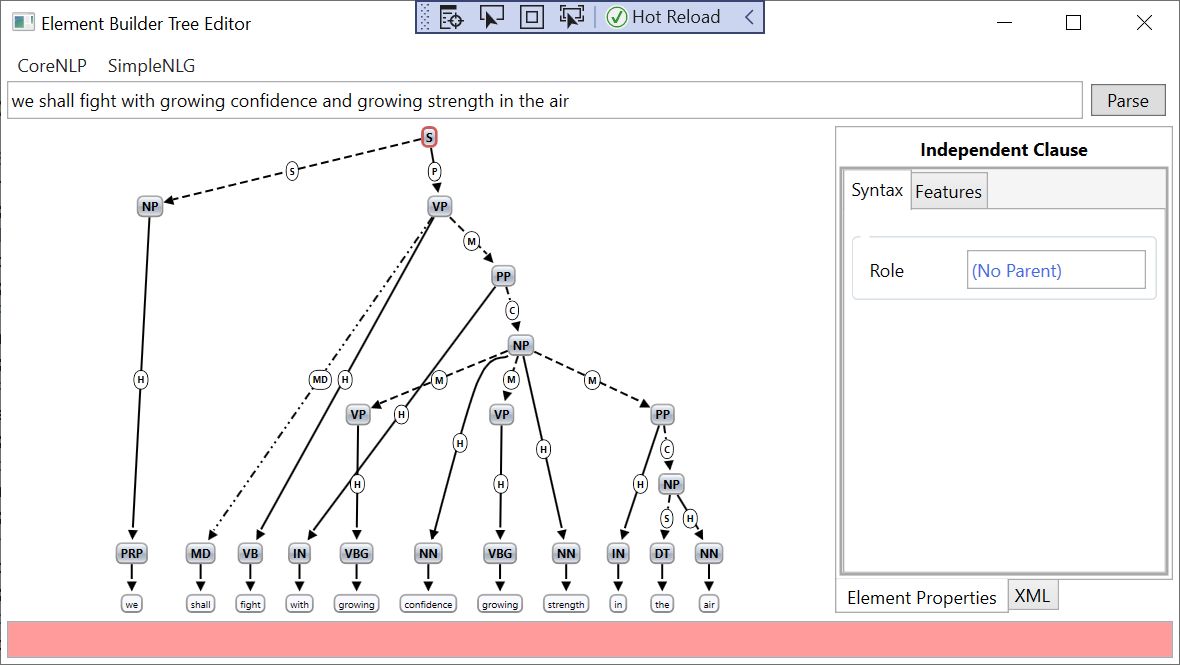 Element Builder Tree Editor
Hot Reload
CoreNLP SimpleNLG
we shall fight with growing confidence and growing strength in the air
Parse
S
Independent Clause
S P
Syntax Features
NP VP
M
Role (No Parent)
PP
C
NP
MD H M M M
H
VP H VP PP
H H C
H H H NP
S H
PRP MD VB IN VBG NN VBG NN IN DT NN
we shall fight with growing confidence growing strength in the air
Element Properties XML